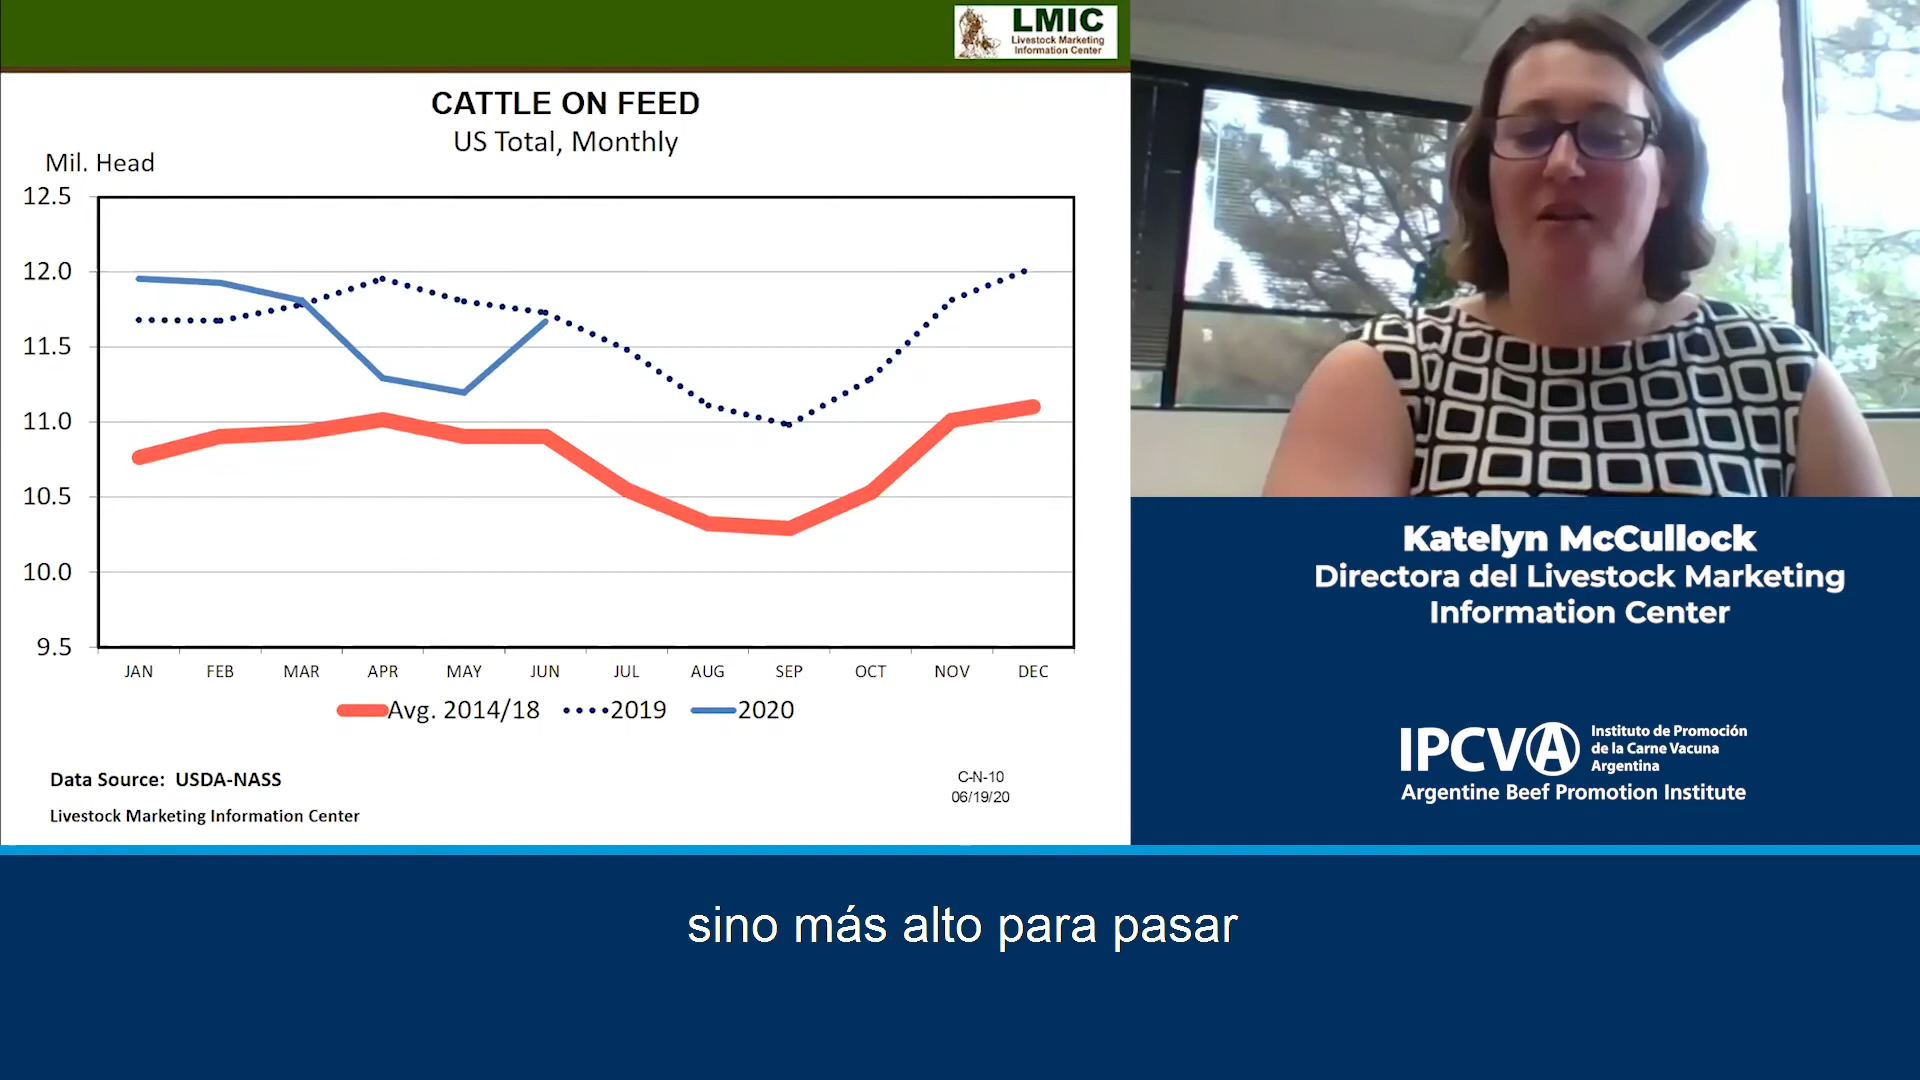 LMIC
Livestock Marketing
Information Center
CATTLE ON FEED
US Total, Monthly
Mil. Head
12.5
12.0
11.5
11.0
10.5
10.0
9.5
JAN FEB MAR APR MAY JUN JUL AUG SEP OCT NOV DEC
Avg. 2014/18 2019 2020
Data Source: USDA-NASS
Livestock Marketing Information Center
C-N-10
06/19/20
Katelyn McCullock
Directora del Livestock Marketing
Information Center
IPCVA
Instituto de Promoción
de la Carne Vacuna
Argentina
Argentine Beef Promotion Institute
sino más alto para pasar